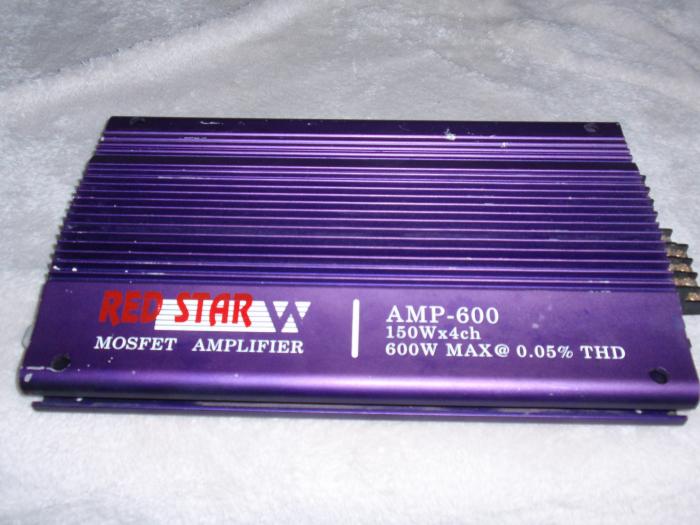 RED STAR W
MOSFET AMPLIFIER
AMP-600
150Wx4ch
600W MAX@ 0.05% THD